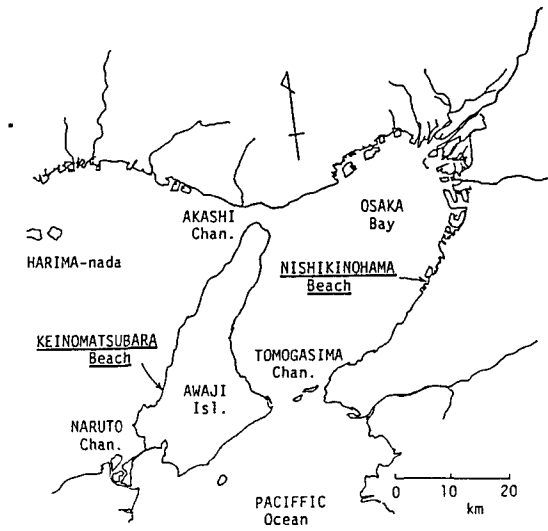 AKASHI
Chan.
OSAKA
Bay
HARIMA-nada
NISHIKINOHAMA
Beach
KEINOMATSUBARA
Beach
TOMOGASIMA
Chan.
AWAJI
Isl.
NARUTO
Chan.
PACIFFIC
Ocean
0 10 20
km